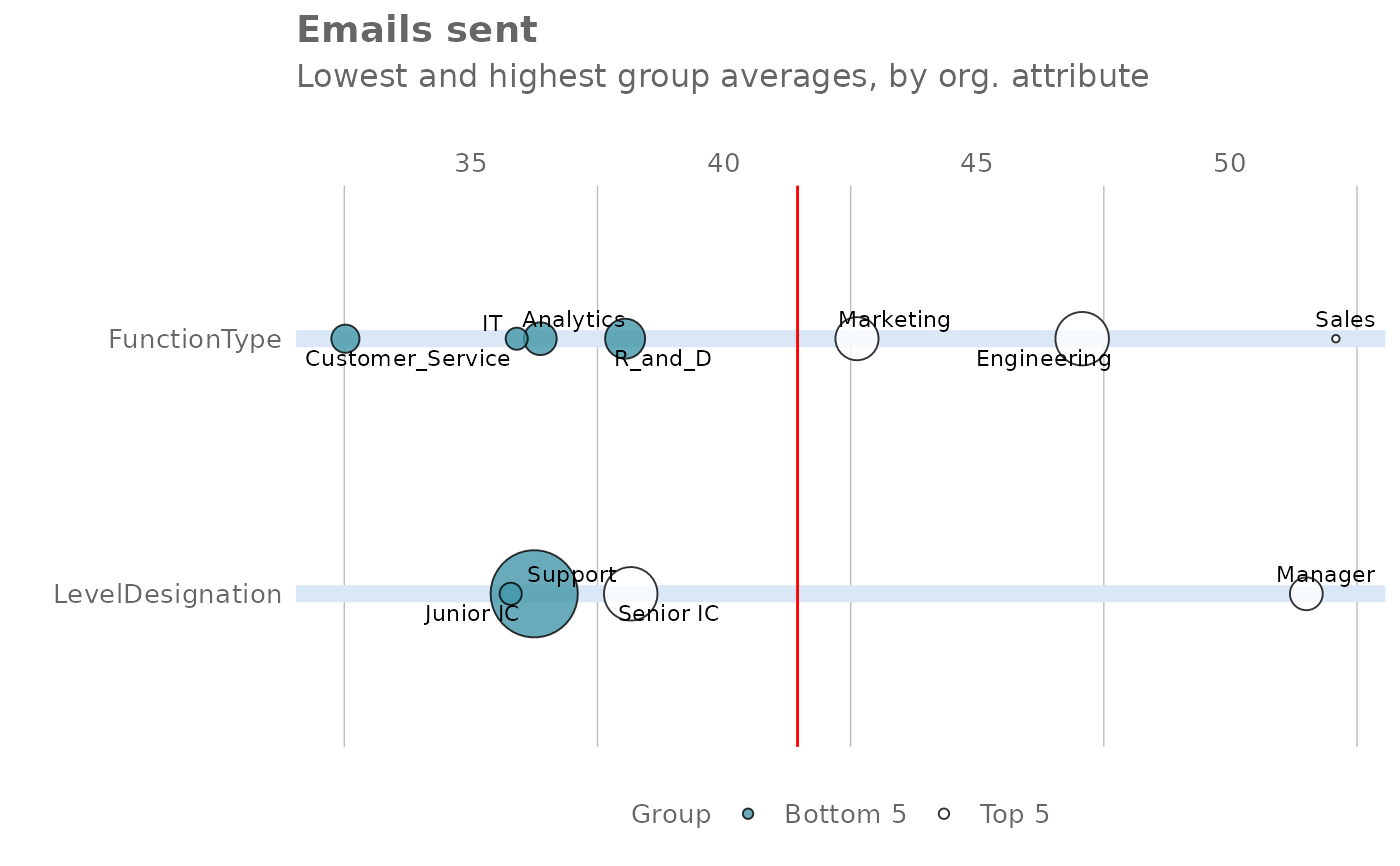 Emails sent
Lowest and highest group averages, by org. attribute
35 40 45 50
IT Analytics Marketing Sales
FunctionType
Customer_Service R_and_D Engineering
Support Manager
LevelDesignation
Junior IC Senior IC
Group Bottom 5 Top 5